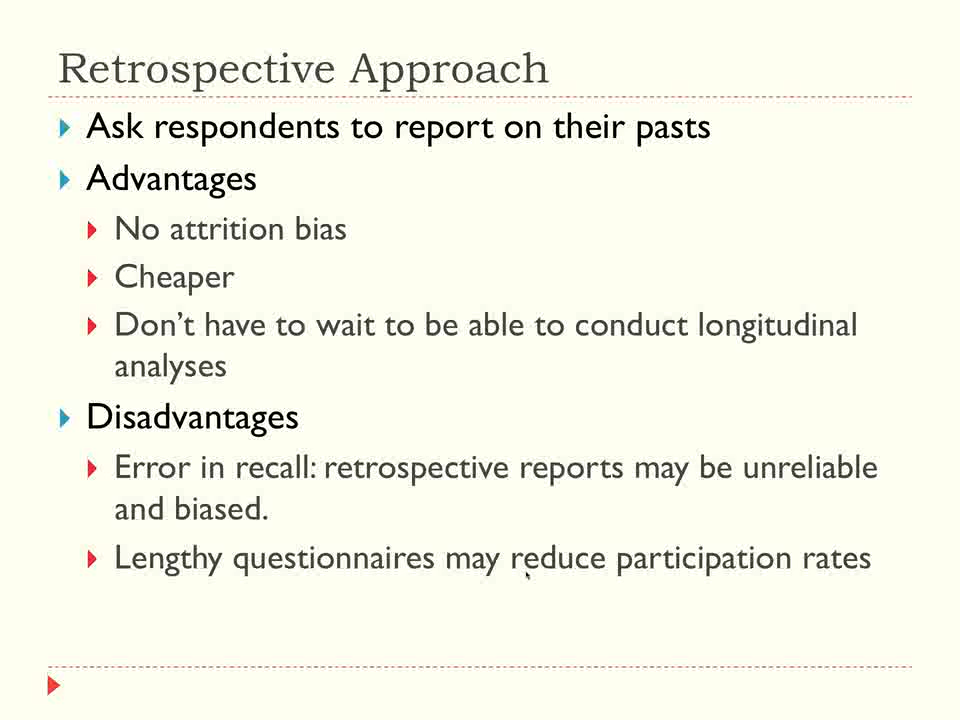 Retrospective Approach
Ask respondents to report on their pasts
Advantages
No attrition bias
Cheaper
Don’t have to wait to be able to conduct longitudinal
analyses
Disadvantages
Error in recall: retrospective reports may be unreliable
and biased.
Lengthy questionnaires may reduce participation rates